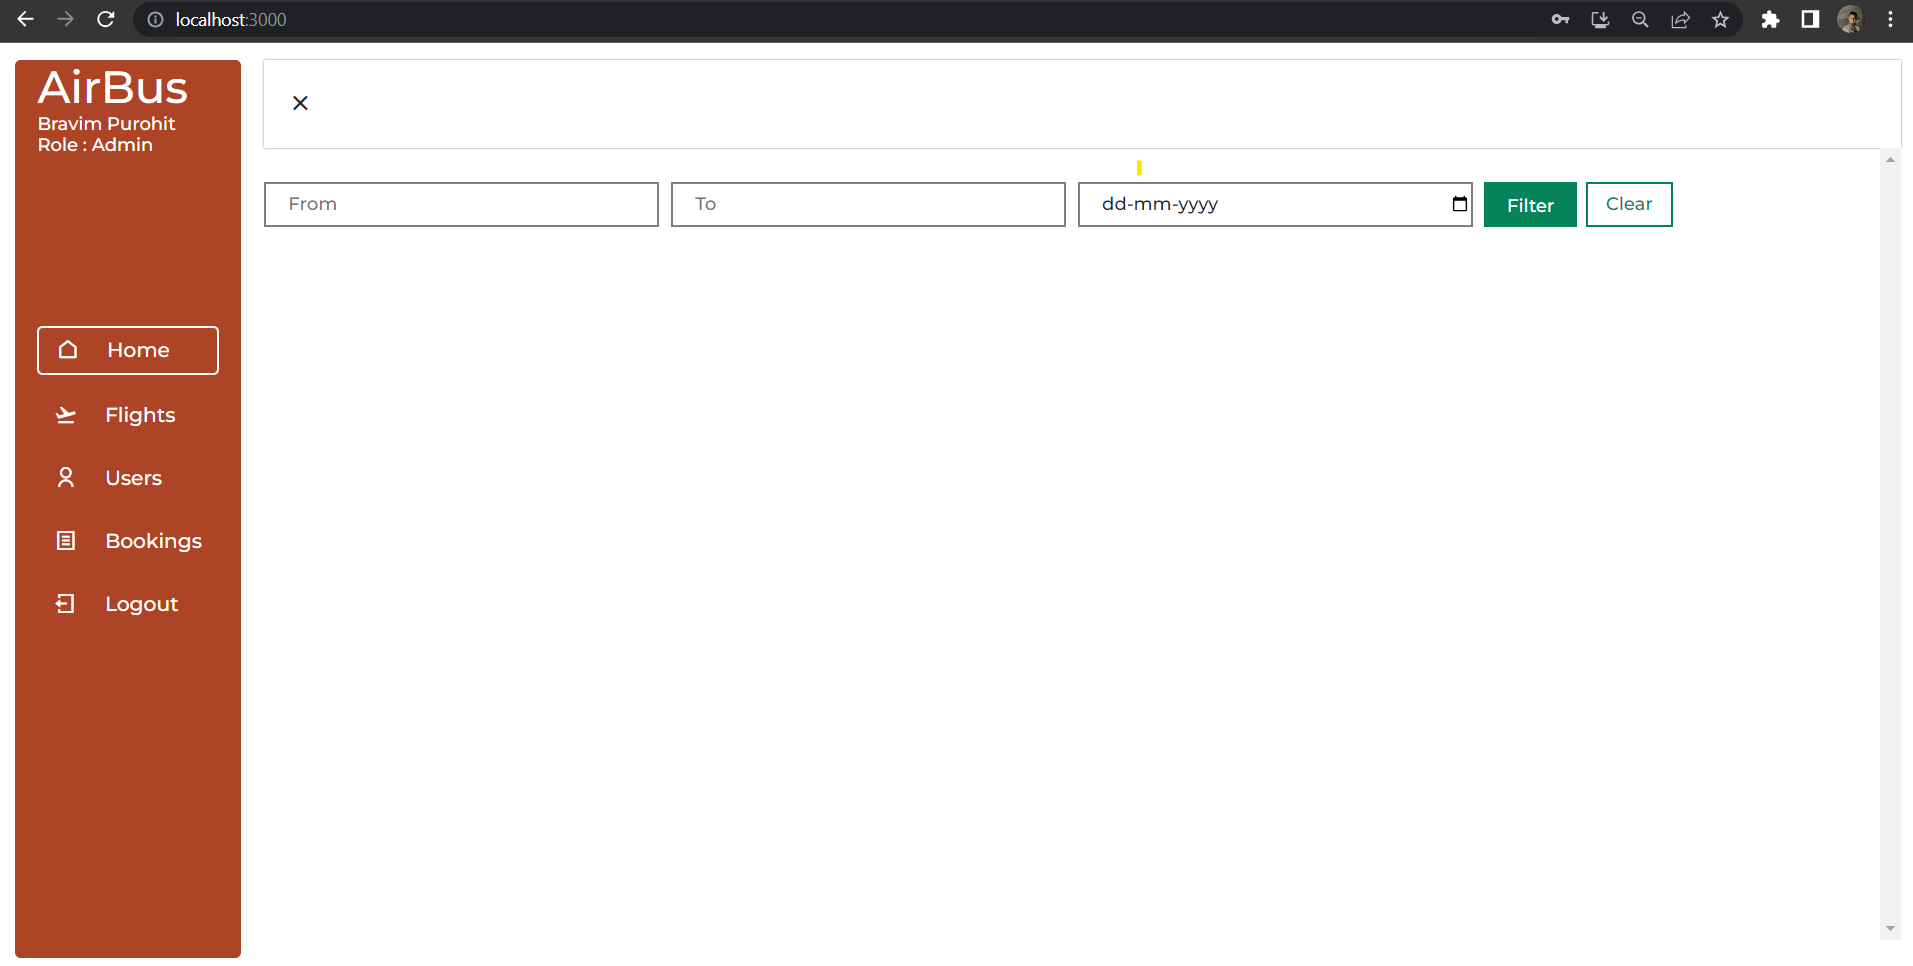 localhost:3000
AirBus
Bravim Purohit
Role : Admin
From
To
dd-mm-yyyy
Filter
Clear
Home
Flights
Users
Bookings
Logout